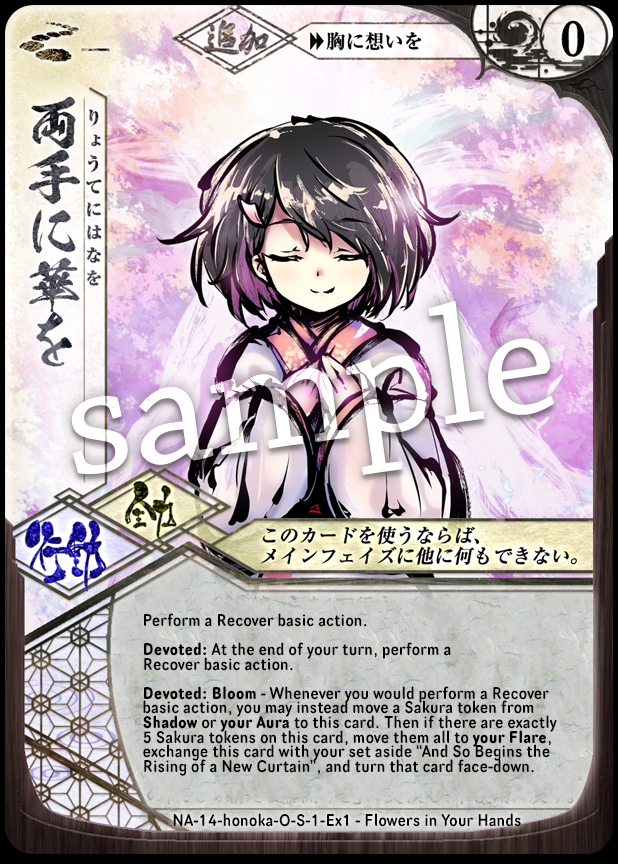 追加
胸に想いを
0
両手に華を
りょうてにはなを
sample
全力
行動
このカードを使うならば、
メインフェイズに他に何もできない。
Perform a Recover basic action.
Devoted: At the end of your turn, perform a
Recover basic action.
Devoted: Bloom - Whenever you would perform a Recover
basic action, you may instead move a Sakura token from
Shadow or your Aura to this card. Then if there are exactly
5 Sakura tokens on this card, move them all to your Flare,
exchange this card with your set aside “And So Begins the
Rising of a New Curtain”, and turn that card face-down.
NA-14-honoka-O-S-1-Ex1 - Flowers in Your Hands